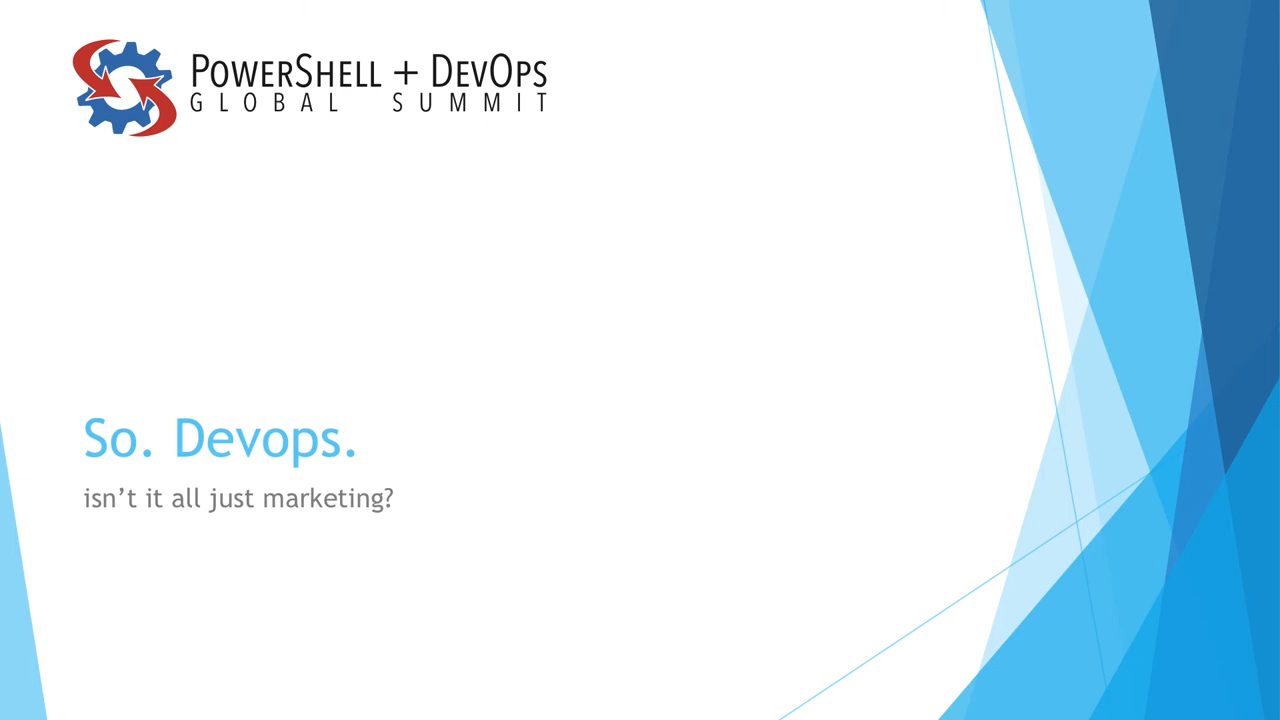 PowerShell + DevOps
GLOBAL SUMMIT
So. Devops.
isn’t it all just marketing?